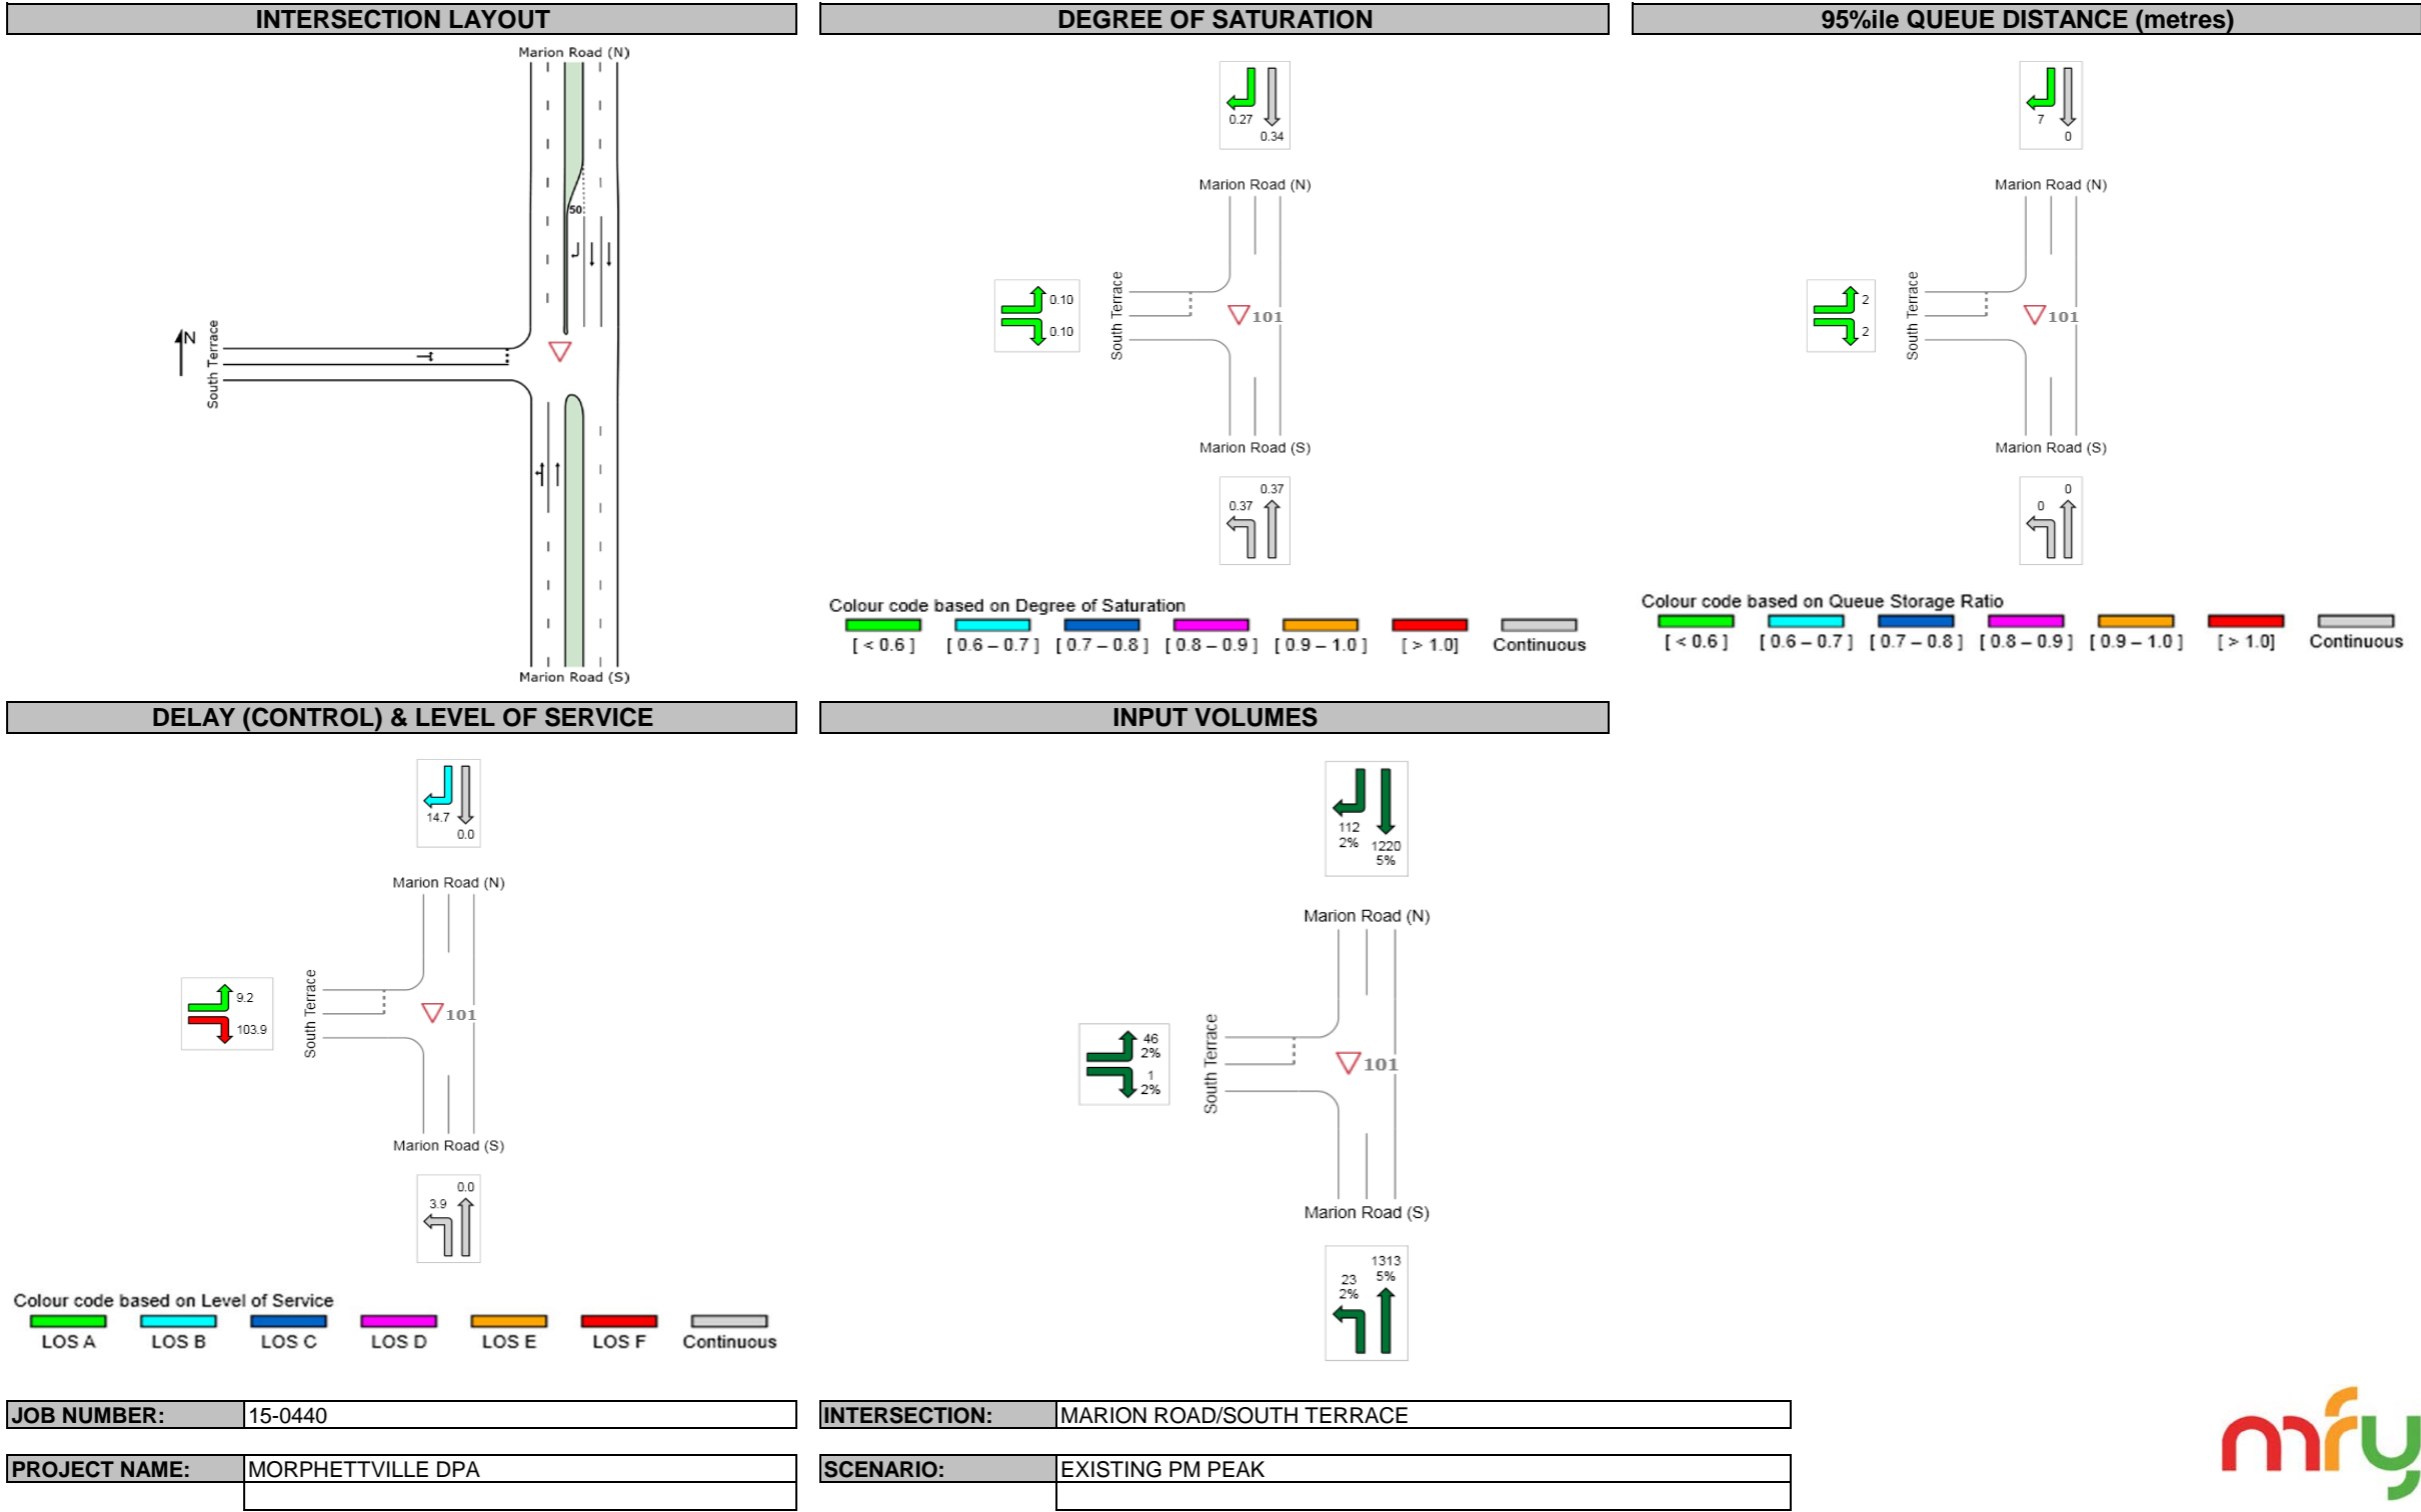 INTERSECTION LAYOUT
Marion Road (N)
50
N
South Terrace
Marion Road (S)
DEGREE OF SATURATION
0.27
0.34
Marion Road (N)
0.10
0.10
South Terrace
101
Marion Road (S)
0.37
0.37
Colour code based on Degree of Saturation
[ < 0.6 ] [ 0.6 – 0.7 ] [ 0.7 – 0.8 ] [ 0.8 – 0.9 ] [ 0.9 – 1.0 ] [ > 1.0] Continuous
95%ile QUEUE DISTANCE (metres)
7
0
Marion Road (N)
2
2
South Terrace
101
Marion Road (S)
0
0
Colour code based on Queue Storage Ratio
[ < 0.6 ] [ 0.6 – 0.7 ] [ 0.7 – 0.8 ] [ 0.8 – 0.9 ] [ 0.9 – 1.0 ] [ > 1.0] Continuous
DELAY (CONTROL) & LEVEL OF SERVICE
14.7
0.0
Marion Road (N)
9.2
103.9
South Terrace
101
Marion Road (S)
0.0
3.9
Colour code based on Level of Service
LOS A LOS B LOS C LOS D LOS E LOS F Continuous
INPUT VOLUMES
112
2% 1220
5%
Marion Road (N)
46
2%
1
2%
South Terrace
101
Marion Road (S)
1313
23 5%
2%
JOB NUMBER: 15-0440
INTERSECTION: MARION ROAD/SOUTH TERRACE
PROJECT NAME: MORPHETTVILLE DPA
SCENARIO: EXISTING PM PEAK
mfy